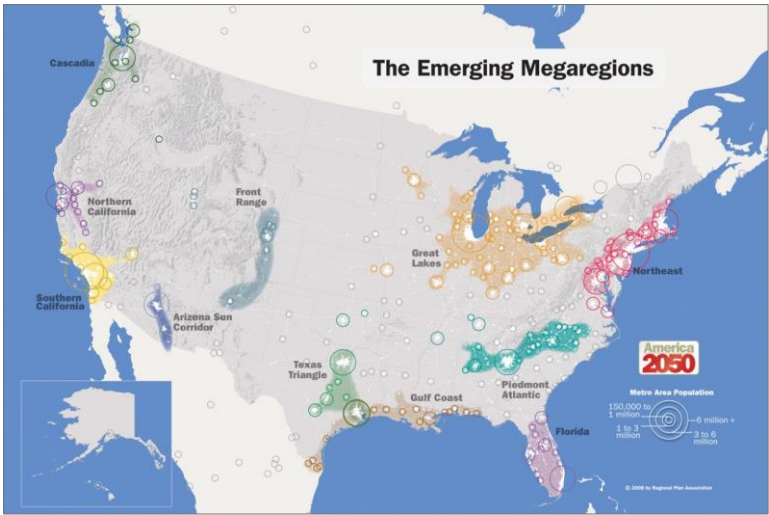 The Emerging Megaregions
Cascadia
Northern
California
Front
Range
Great
Lakes
Northeast
Southern
California
Arizona Sun
Corridor
Texas
Triangle
Gulf Coast
Piedmont
Atlantic
Florida
America
2050
Metro Area Population
150,000 to
1 million
1 to 3
million
6 million +
3 to 6
million
© 2008 by Regional Plan Association